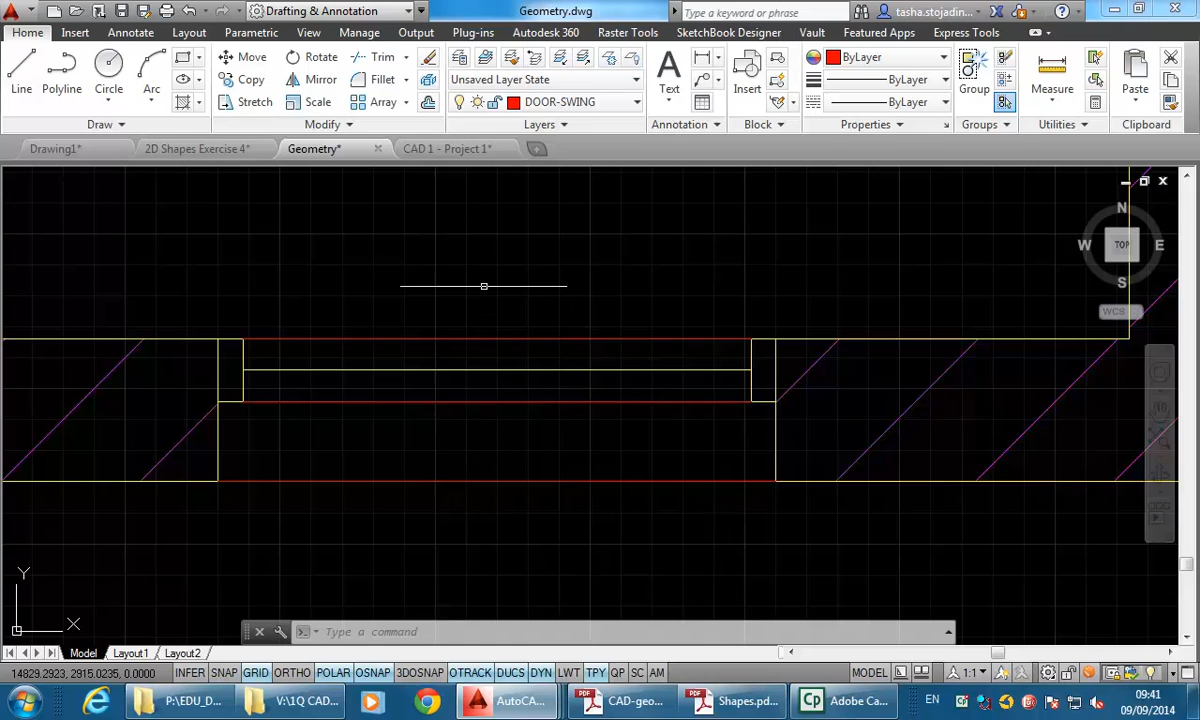 Drafting & Annotation
Geometry.dwg
Type a keyword or phrase
tasha.stojadin...
Home Insert Annotate Layout Parametric View Manage Output Plug-ins Autodesk 360 Raster Tools SketchBook Designer Vault Featured Apps Express Tools
Line Polyline Circle Arc
Move Rotate Trim
Copy Mirror Fillet
Stretch Scale Array
Unsaved Layer State
DOOR-SWING
Text
Insert
ByLayer
ByLayer
ByLayer
Group
Measure
Paste
Draw Modify Layers Annotation Block Properties Groups Utilities Clipboard
Drawing1* 2D Shapes Exercise 4* Geometry* CAD 1 - Project 1*
N
W TOP E
S
WCS
Y
X
Type a command
Model Layout1 Layout2
14829.2923, 2915.0235, 0.0000 INFER SNAP GRID ORTHO POLAR OSNAP 3DOSNAP OTRACK DUCS DYN LWT TPY QP SC AM MODEL 1:1
P:\EDU_D... V:\1Q CAD... AutoCA... CAD-geo... Shapes.pd... Adobe Ca... EN 09:41
09/09/2014